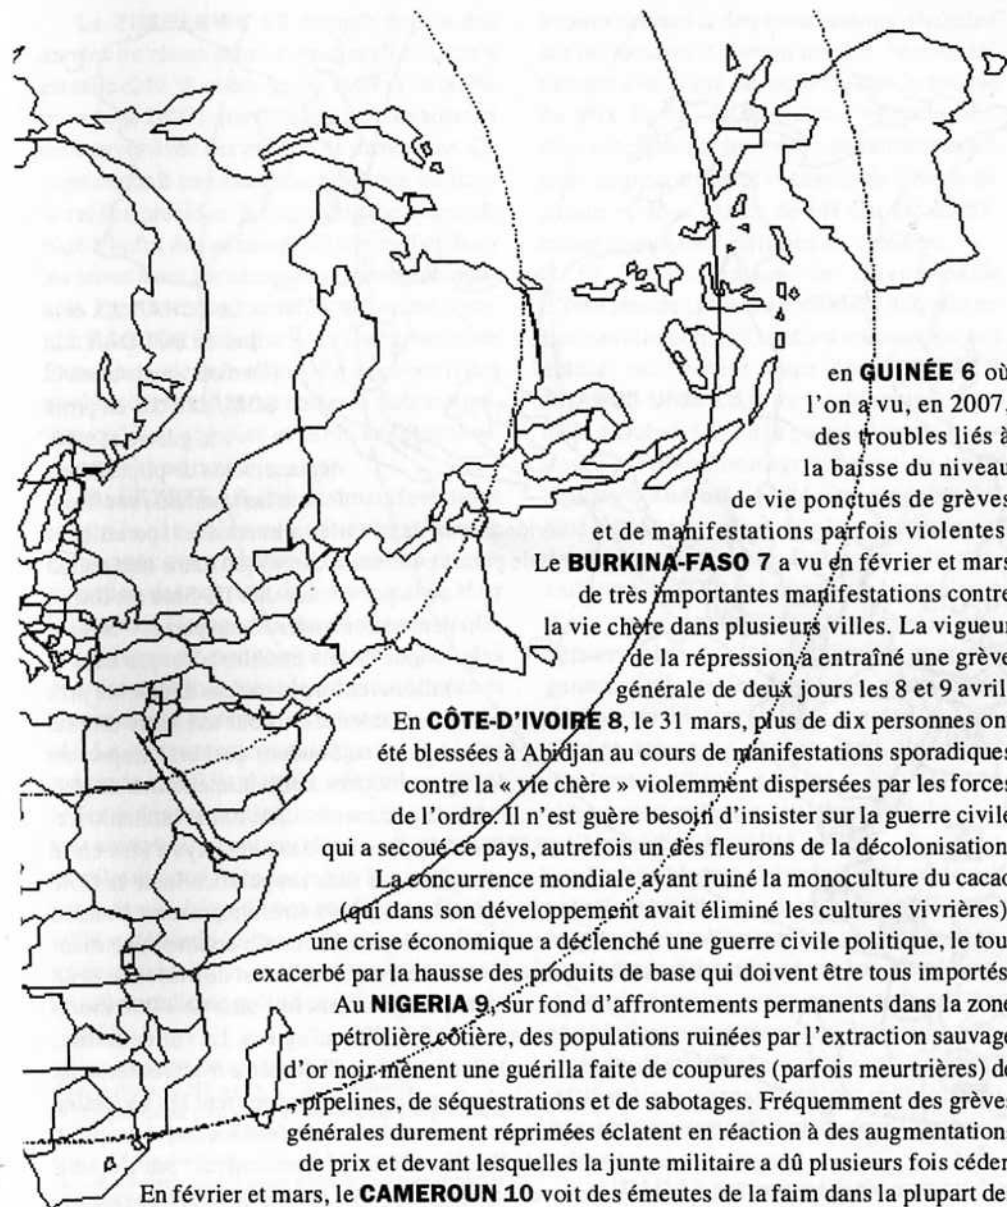 en GUINÉE 6 où
l'on a vu, en 2007,
des troubles liés à
la baisse du niveau
de vie ponctués de grèves
et de manifestations parfois violentes
Le BURKINA-FASO 7 a vu en février et mars
de très importantes manifestations contre
la vie chère dans plusieurs villes. La vigueur
de la répression a entraîné une grève
générale de deux jours les 8 et 9 avril
En CÔTE-D'IVOIRE 8, le 31 mars, plus de dix personnes on
été blessées à Abidjan au cours de manifestations sporadiques
contre la « vie chère » violemment dispersées par les forces
de l'ordre. Il n'est guère besoin d'insister sur la guerre civile
qui a secoué ce pays, autrefois un des fleurons de la décolonisation
La concurrence mondiale ayant ruiné la monoculture du cacao
(qui dans son développement avait éliminé les cultures vivrières)
une crise économique a déclenché une guerre civile politique, le tou
exacerbé par la hausse des produits de base qui doivent être tous importés
Au NIGERIA 9, sur fond d'affrontements permanents dans la zone
pétrolière côtière, des populations ruinées par l'extraction sauvage
d'or noir mènent une guérilla faite de coupures (parfois meurtrières) de
pipelines, de séquestrations et de sabotages. Fréquemment des grève
générales durement réprimées éclatent en réaction à des augmentation
de prix et devant lesquelles la junte militaire a dû plusieurs fois céder
En février et mars, le CAMEROUN 10 voit des émeutes de la faim dans la plupart de